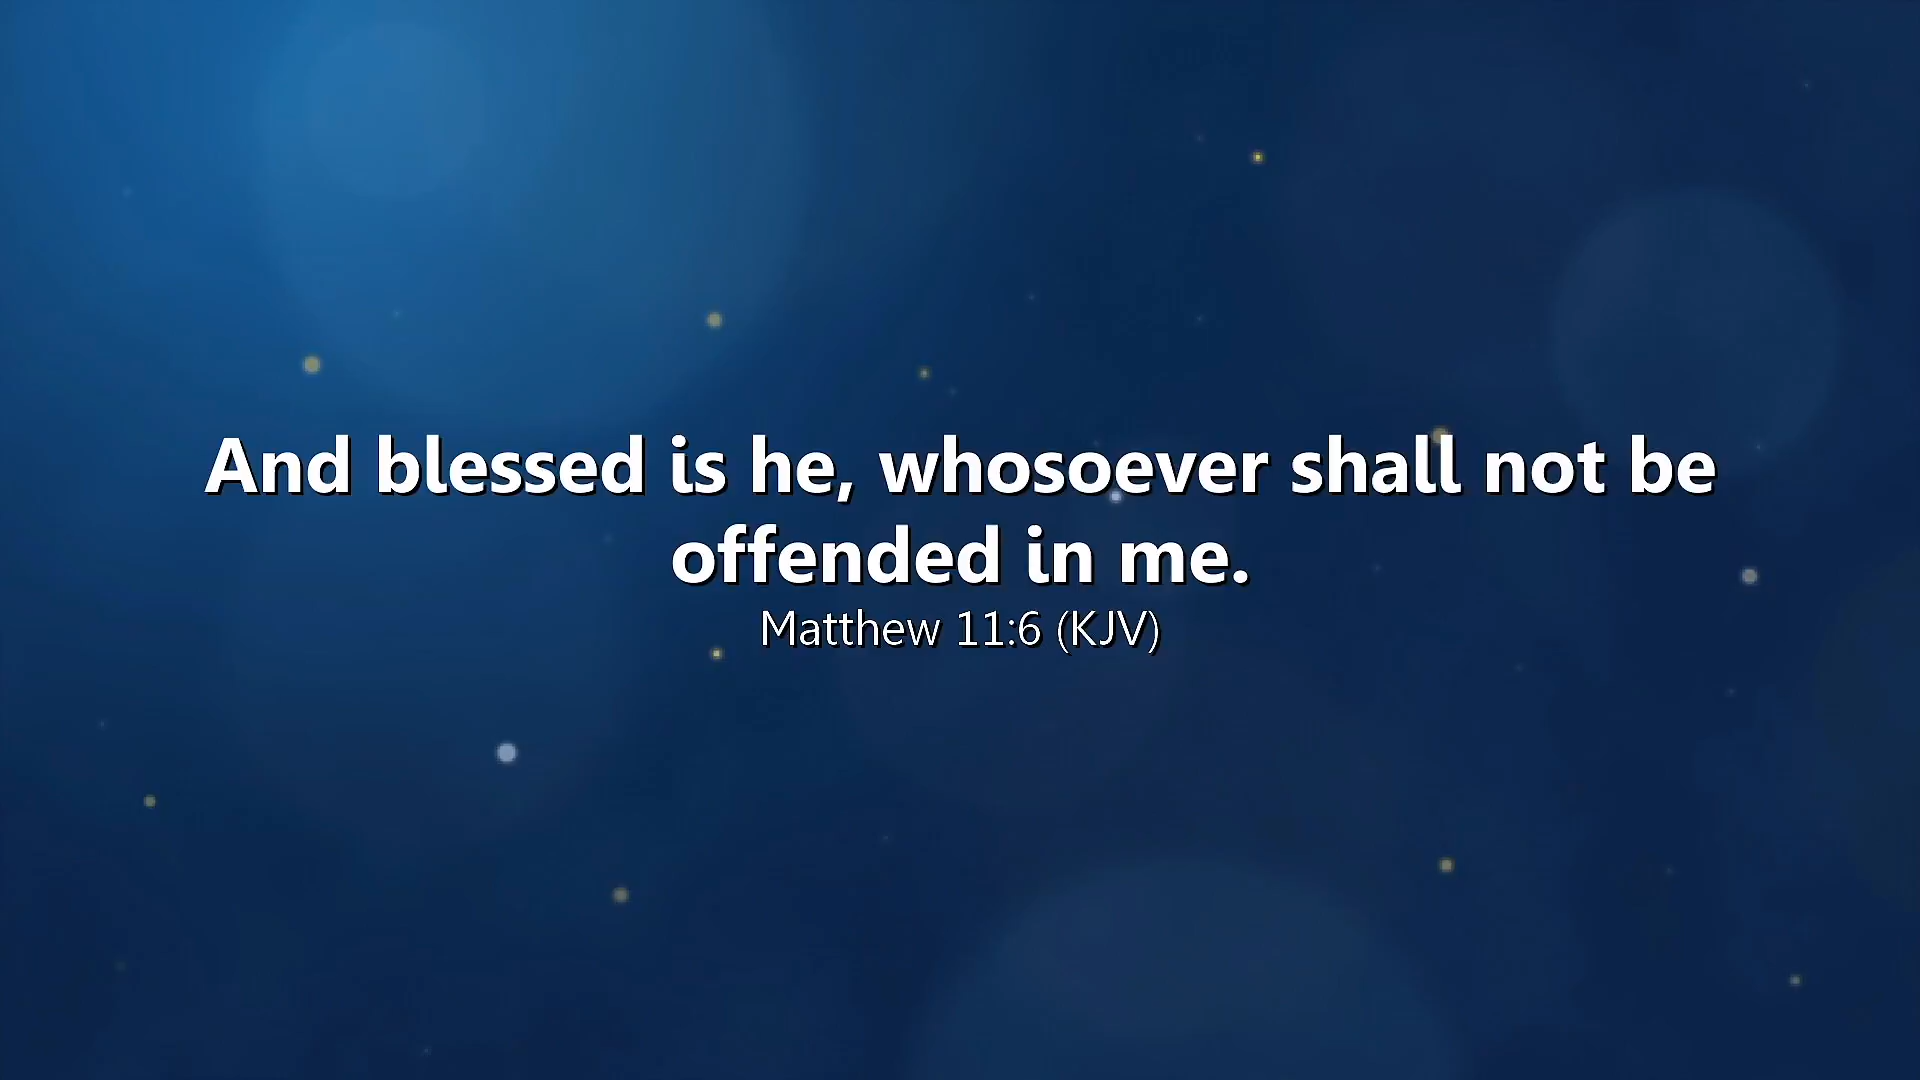 And blessed is he, whosoever shall not be
offended in me.
Matthew 11:6 (KJV)